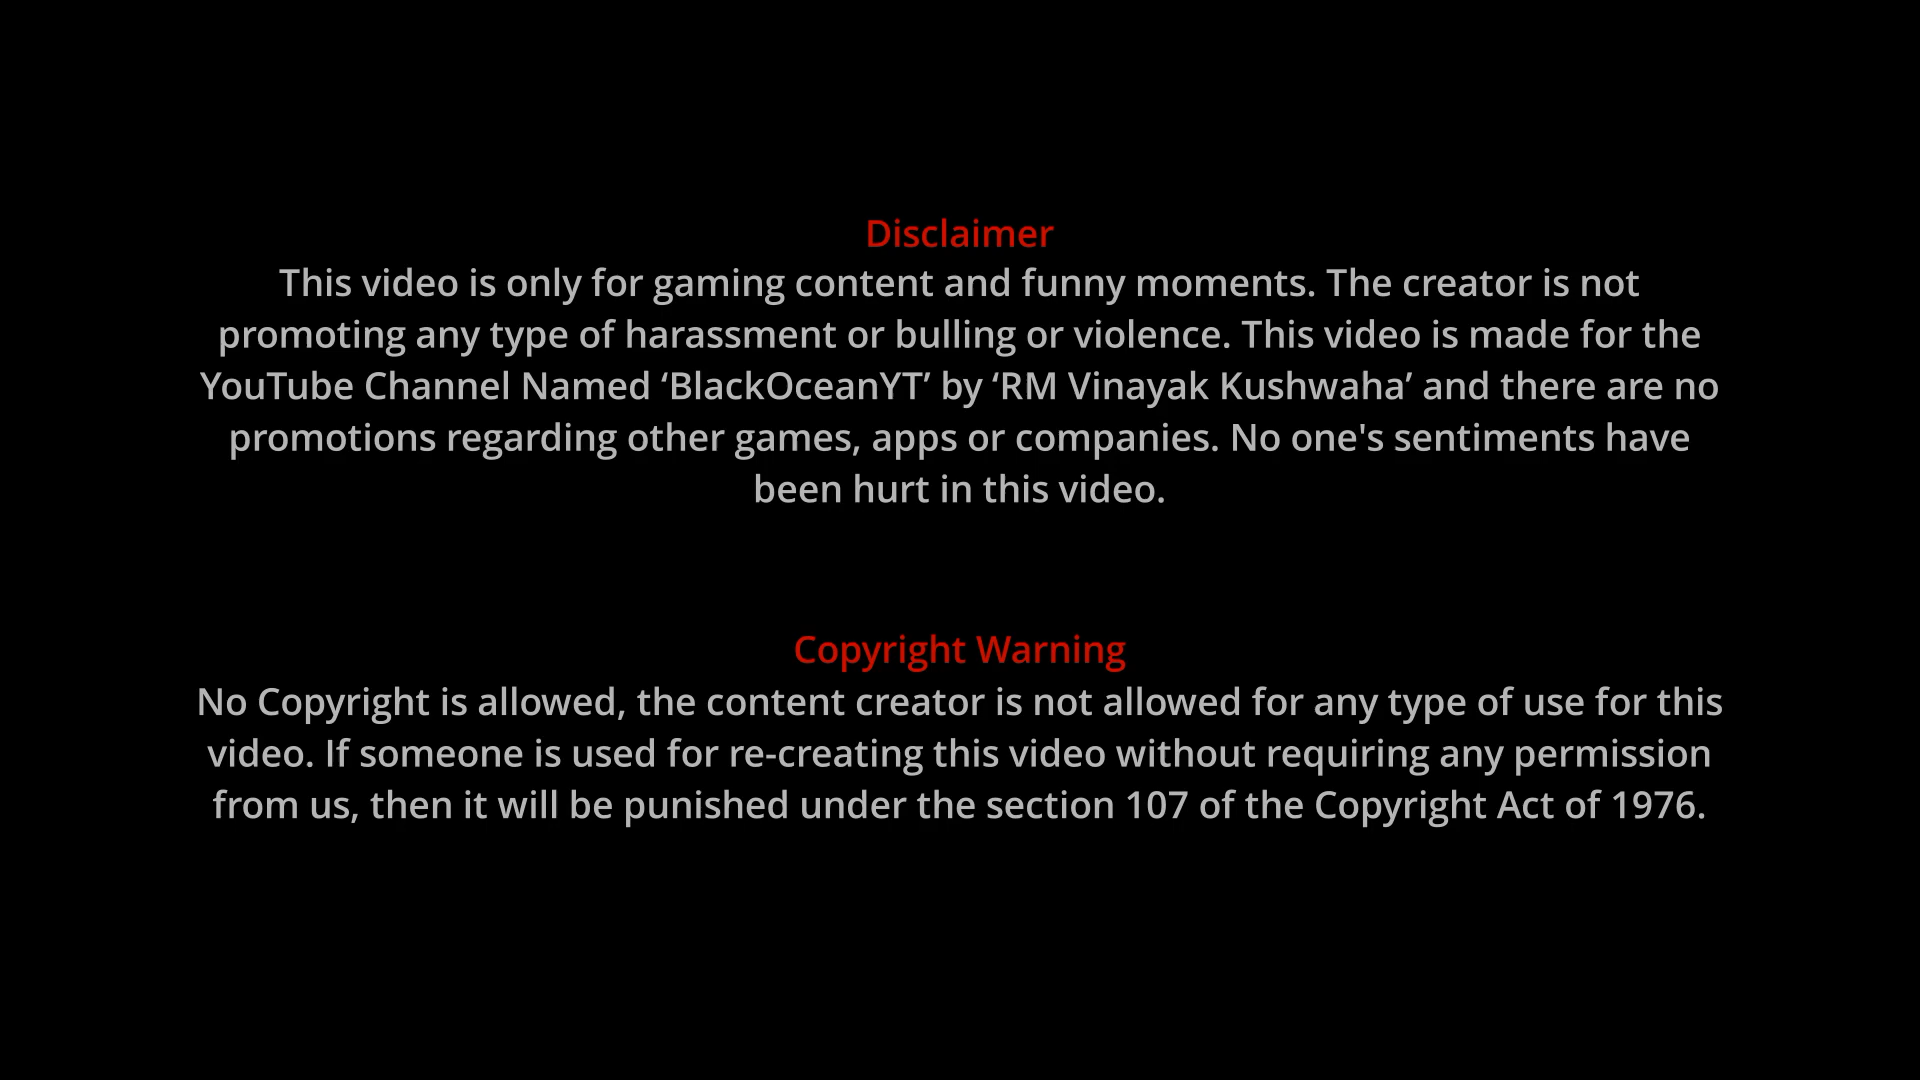 Disclaimer
This video is only for gaming content and funny moments. The creator is not
promoting any type of harassment or bulling or violence. This video is made for the
YouTube Channel Named ‘BlackOceanYT’ by ‘RM Vinayak Kushwaha’ and there are no
promotions regarding other games, apps or companies. No one's sentiments have
been hurt in this video.
Copyright Warning
No Copyright is allowed, the content creator is not allowed for any type of use for this
video. If someone is used for re-creating this video without requiring any permission
from us, then it will be punished under the section 107 of the Copyright Act of 1976.